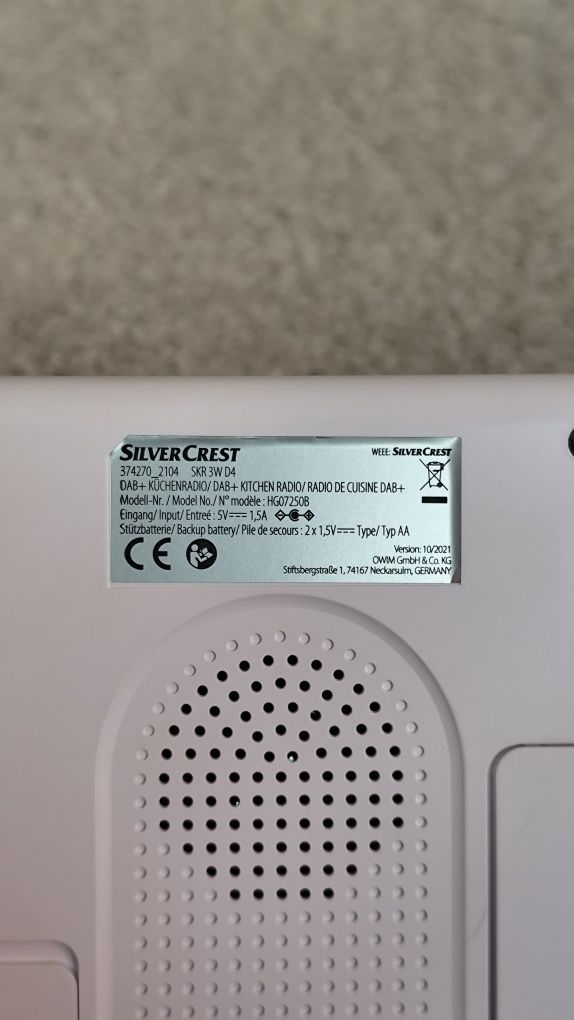 SILVERCREST
WEEE: SILVERCREST
374270_2104 SKR 3W D4
DAB+ KÜCHENRADIO/ DAB+ KITCHEN RADIO/ RADIO DE CUISINE DAB+
Modell-Nr. / Model No./ N° modèle : HG07250B
Eingang/ Input/ Entreé : 5V⎓ 1,5A
Stützbatterie/ Backup battery/ Pile de secours : 2 x 1,5V⎓ Type/ Typ AA
CE
Version: 10/2021
OWIM GmbH & Co. KG
Stiftsbergstraße 1, 74167 Neckarsulm, GERMANY